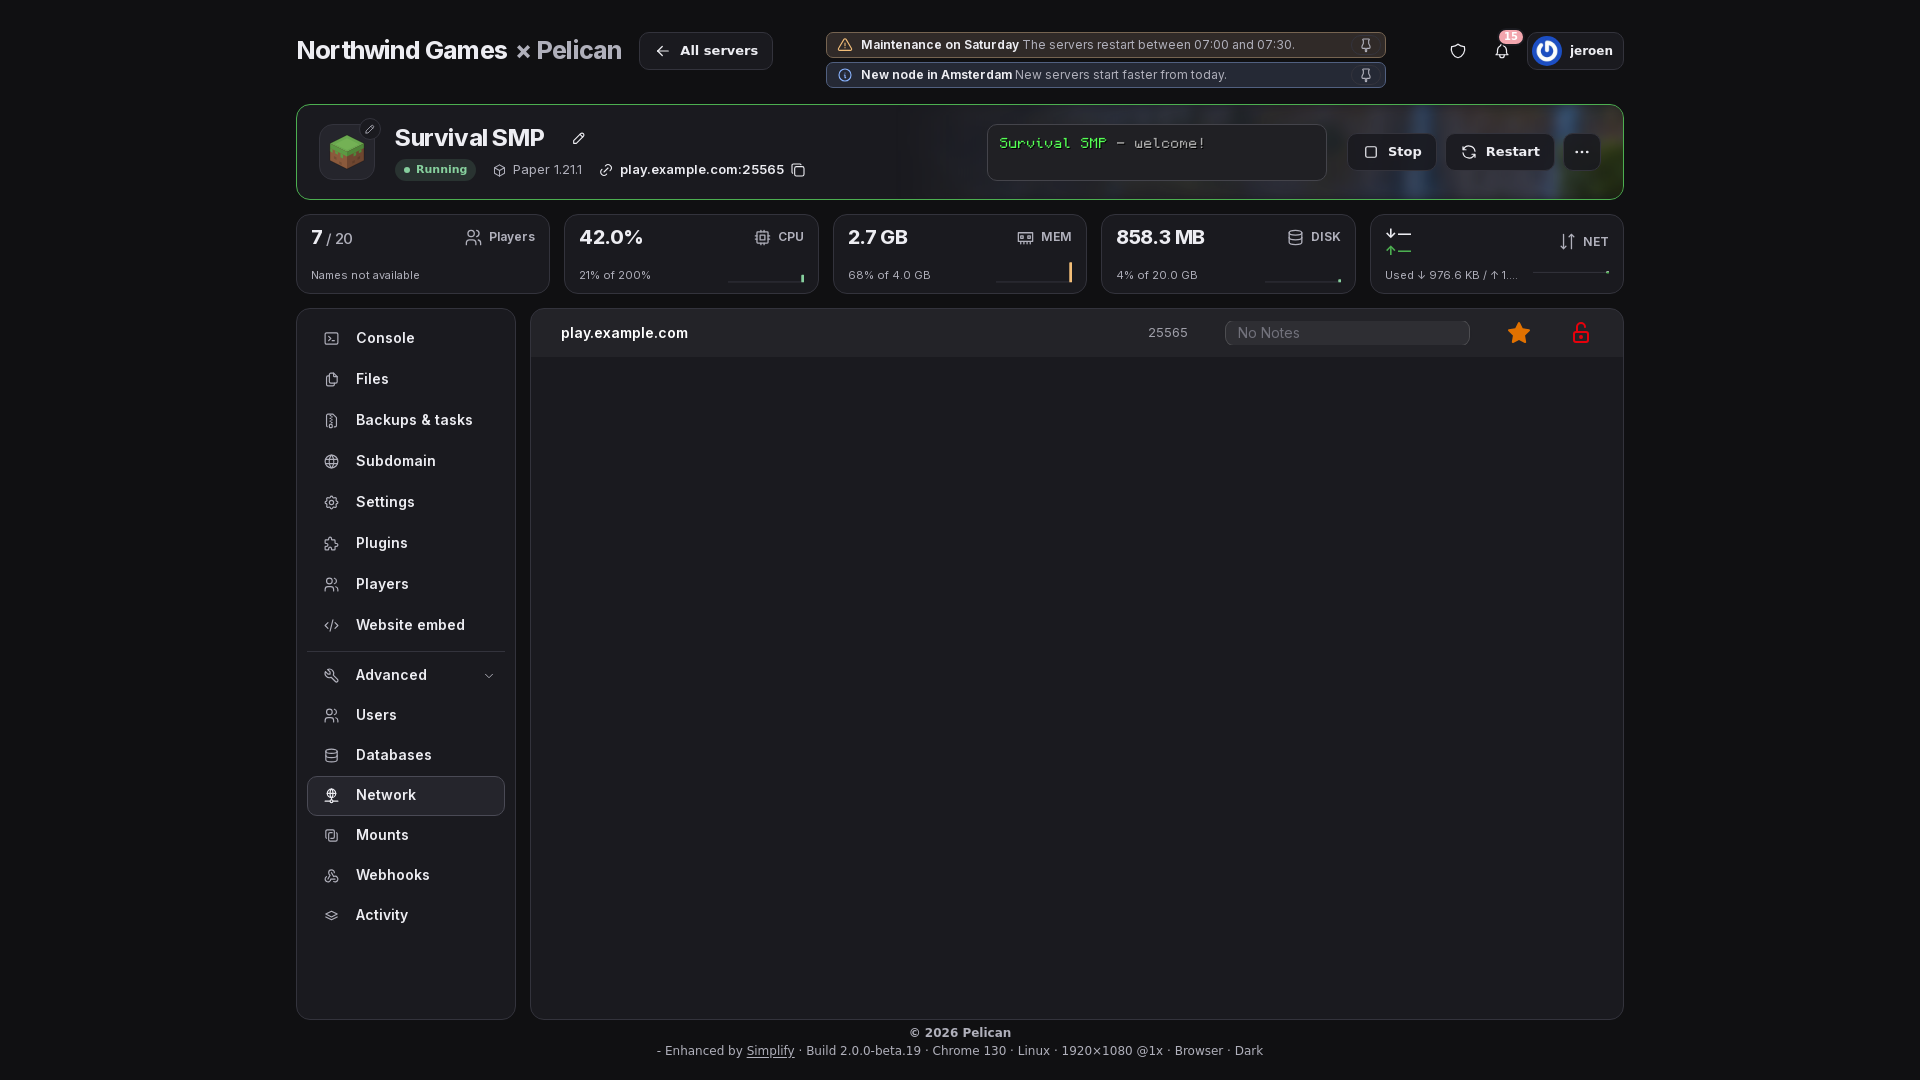 Northwind Games × Pelican
All servers
Maintenance on Saturday The servers restart between 07:00 and 07:30.
New node in Amsterdam New servers start faster from today.
15
jeroen
Survival SMP
Running
Paper 1.21.1
play.example.com:25565
Survival SMP - welcome!
Stop
Restart
7 / 20
Players
Names not available
42.0%
CPU
21% of 200%
2.7 GB
MEM
68% of 4.0 GB
858.3 MB
DISK
4% of 20.0 GB
↓—
↑—
NET
Used ↓ 976.6 KB / ↑ 1....
Console
Files
Backups & tasks
Subdomain
Settings
Plugins
Players
Website embed
Advanced
Users
Databases
Network
Mounts
Webhooks
Activity
play.example.com
25565
No Notes
© 2026 Pelican
- Enhanced by Simplify · Build 2.0.0-beta.19 · Chrome 130 · Linux · 1920×1080 @1x · Browser · Dark